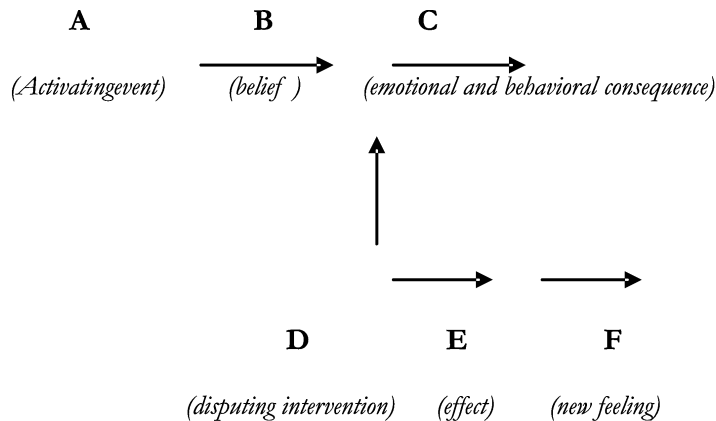 A B C
(Activatingevent) (belief ) (emotional and behavioral consequence)
D E F
(disputing intervention) (effect) (new feeling)